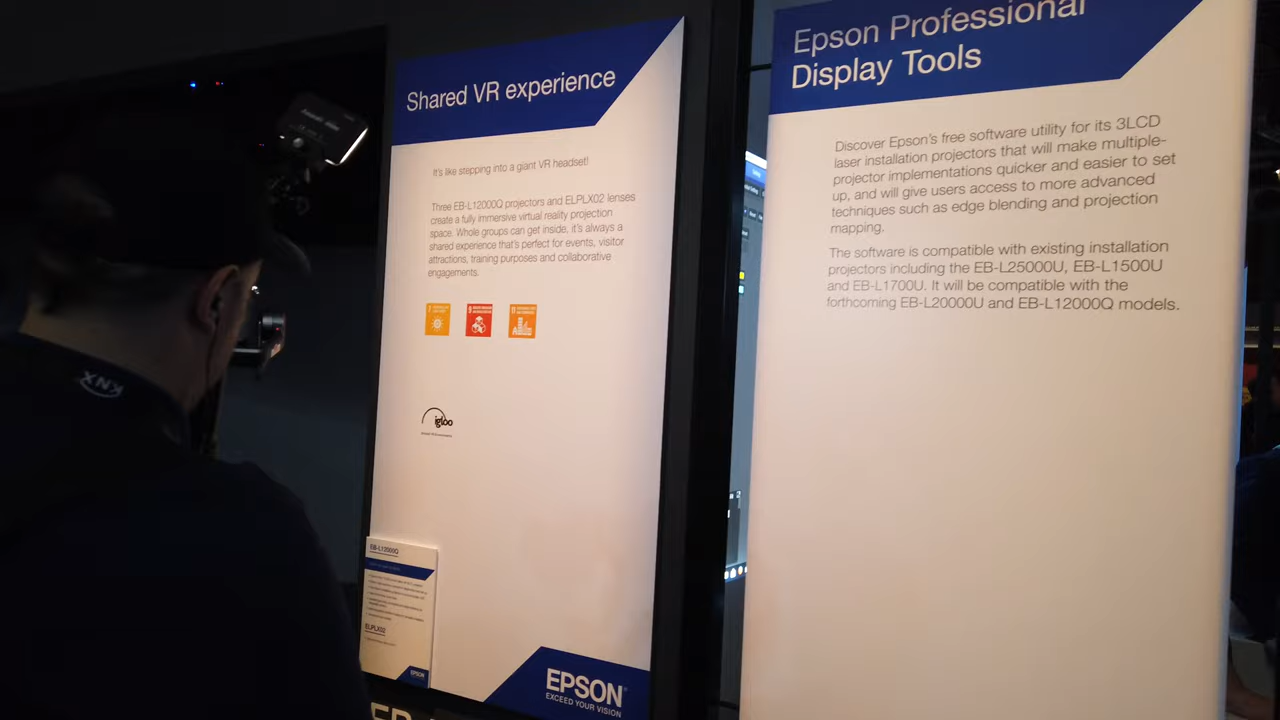 Shared VR experience
It's like stepping into a giant VR headset!
Three EB-L12000Q projectors and ELPLX02 lenses
create a fully immersive virtual reality projection
space. Whole groups can get inside, it's always a
shared experience that's perfect for events, visitor
attractions, training purposes and collaborative
engagements.
igloo
EB-L12000Q
ELPLX02
EPSON
EPSON
EXCEED YOUR VISION
Epson Professional
Display Tools
Discover Epson's free software utility for its 3LCD
laser installation projectors that will make multiple-
projector implementations quicker and easier to set
up, and will give users access to more advanced
techniques such as edge blending and projection
mapping.
The software is compatible with existing installation
projectors including the EB-L25000U, EB-L1500U
and EB-L1700U. It will be compatible with the
forthcoming EB-L20000U and EB-L12000Q models.
KNX